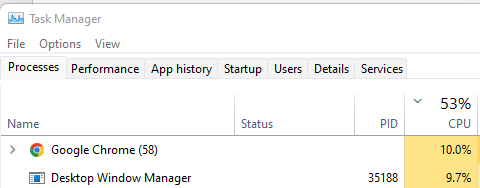 Task Manager
File Options View
Processes Performance App history Startup Users Details Services
53%
Name Status PID CPU
Google Chrome (58) 10.0%
Desktop Window Manager 35188 9.7%